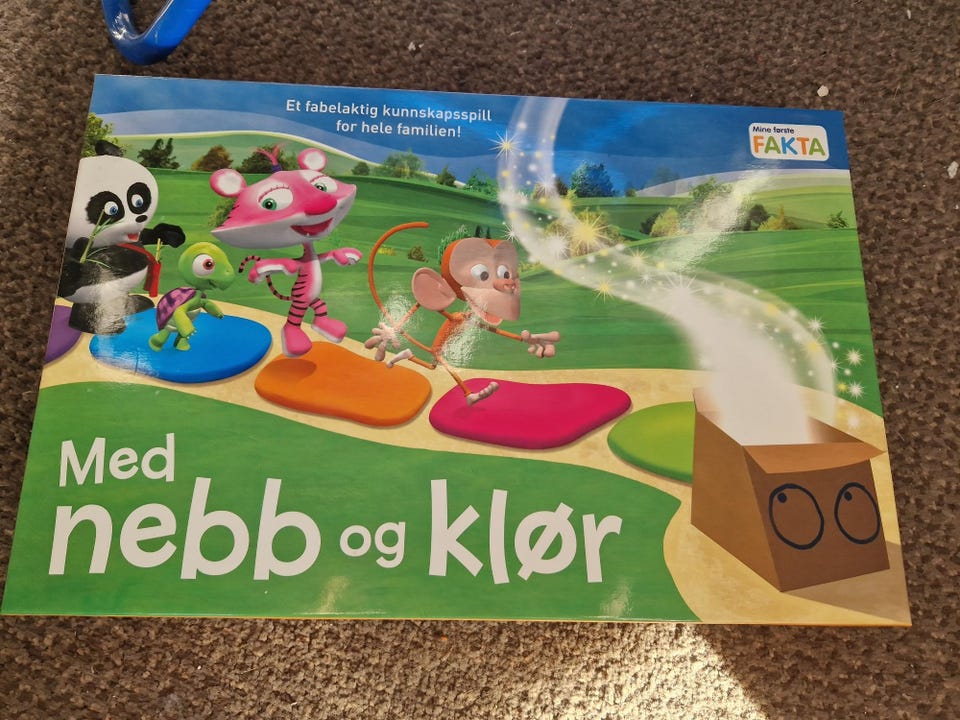 Et fabelaktig kunnskapsspill
for hele familien!
Mine første
FAKTA
Med
nebb og klør